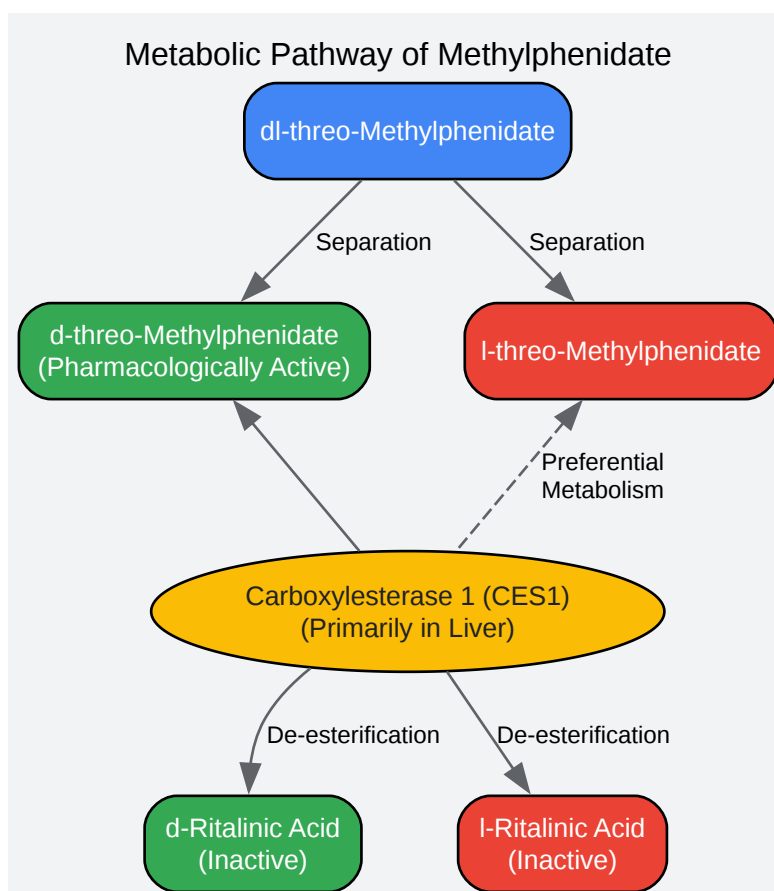 Metabolic Pathway of Methylphenidate
dl-threo-Methylphenidate
Separation
Separation
d-threo-Methylphenidate
(Pharmacologically Active)
l-threo-Methylphenidate
Preferential
Metabolism
Carboxylesterase 1 (CES1)
(Primarily in Liver)
De-esterification
De-esterification
d-Ritalinic Acid
(Inactive)
l-Ritalinic Acid
(Inactive)